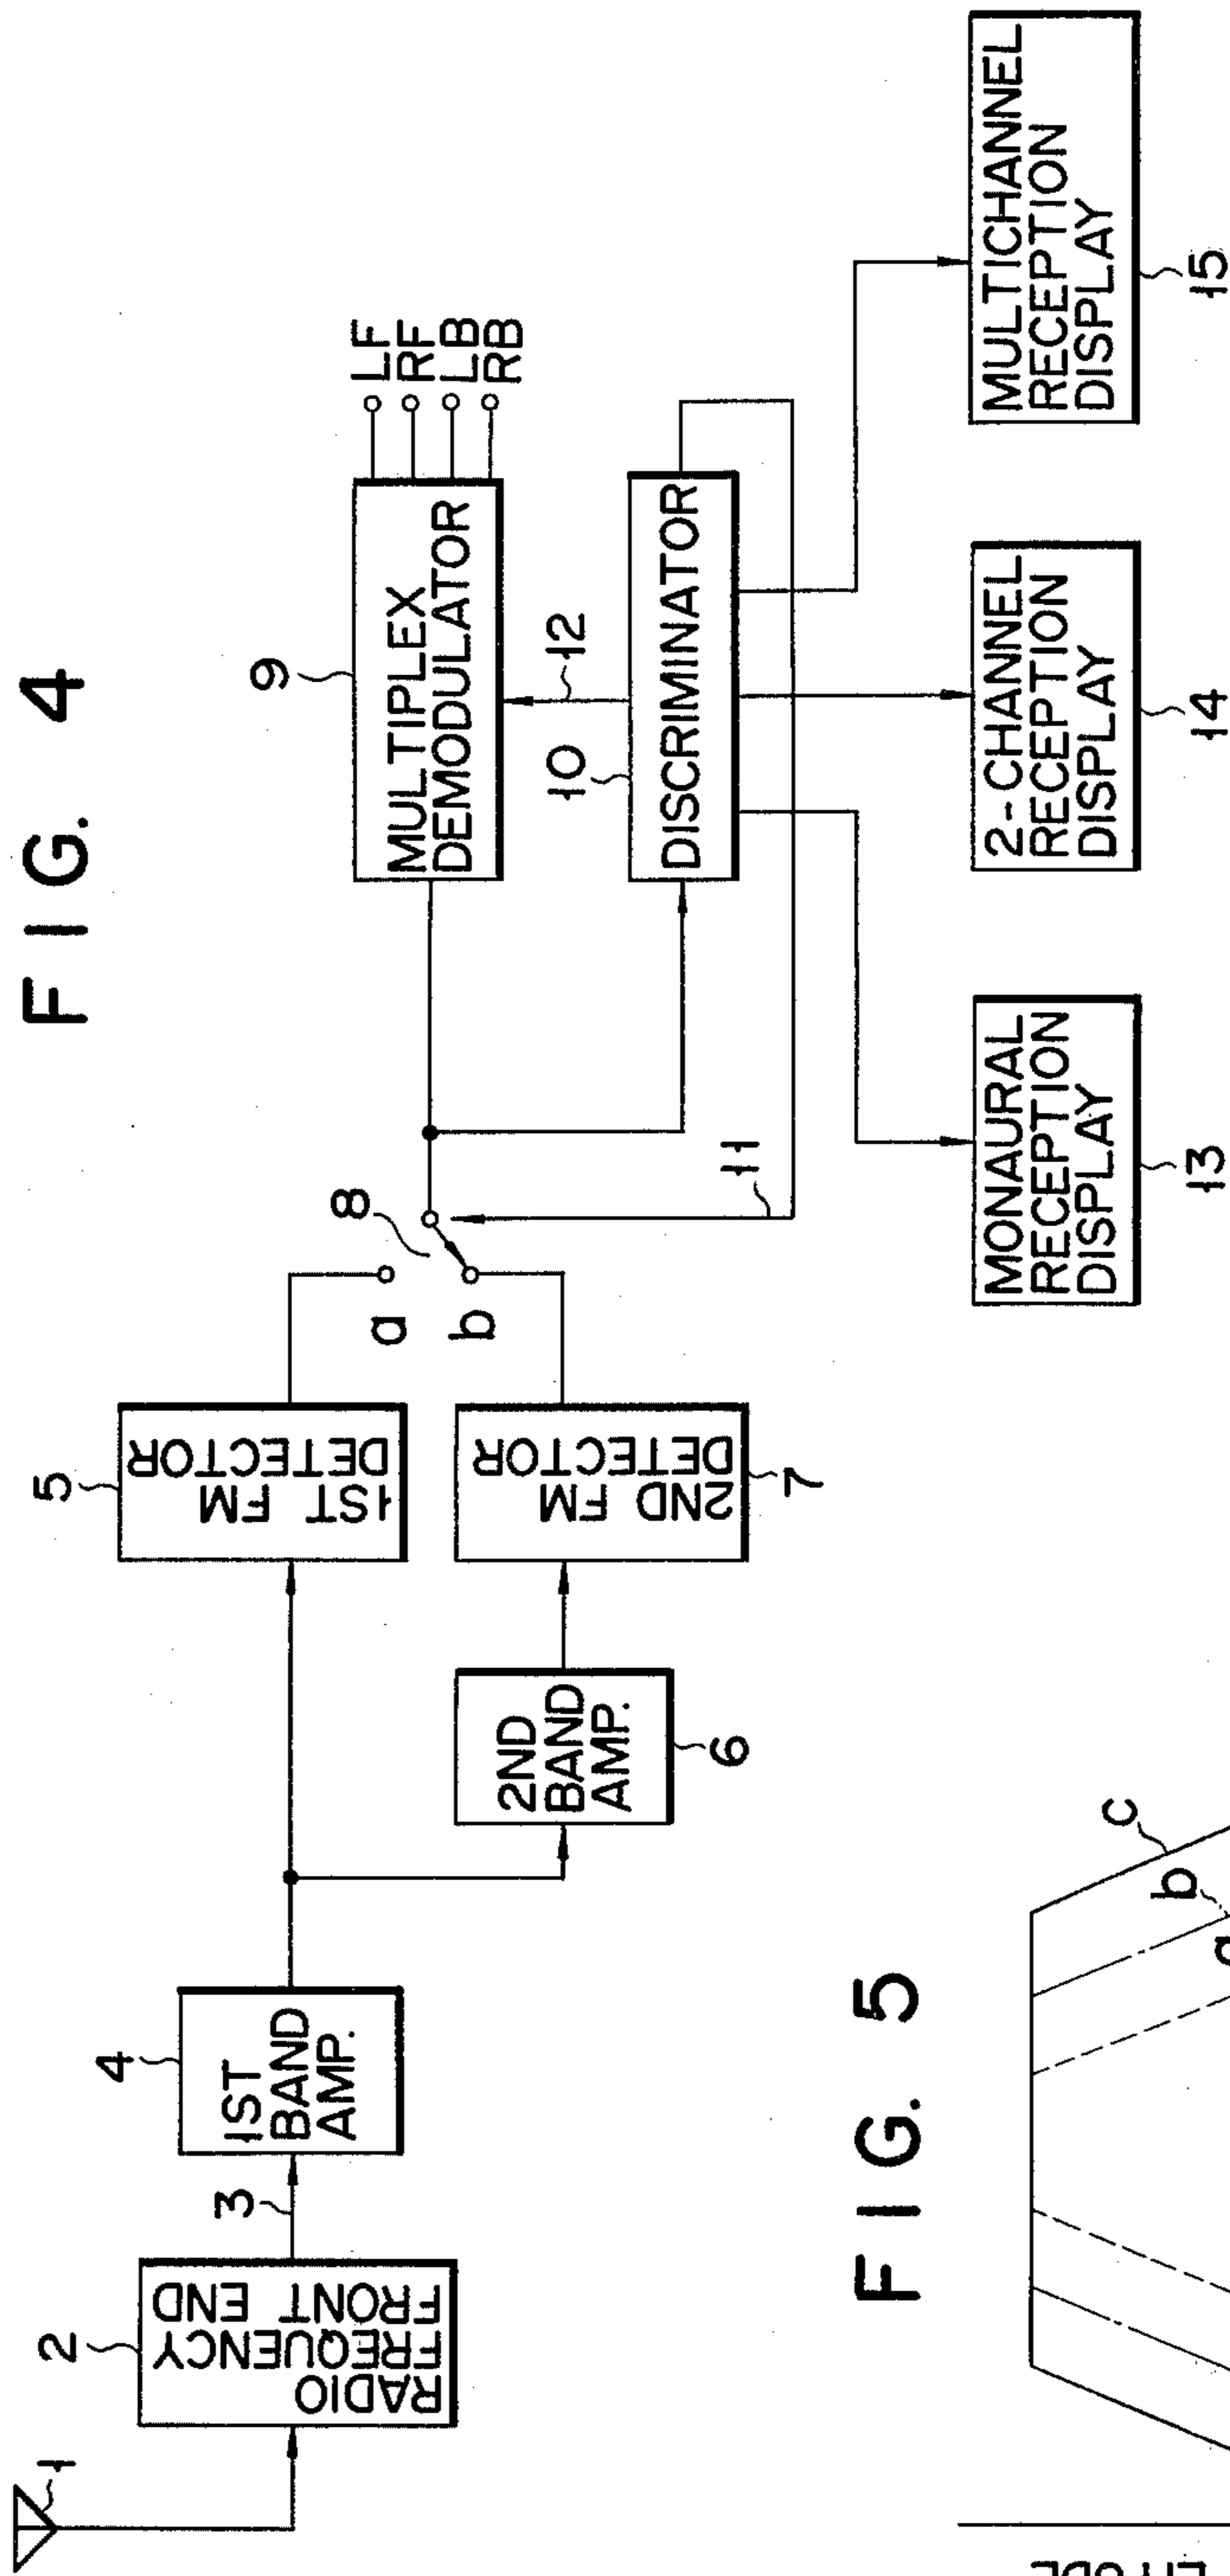 FIG. 4
1
2
RADIO
FREQUENCY
FRONT END
3
4
1ST
BAND
AMP.
5
1ST FM
DETECTOR
6
2ND
BAND
AMP.
7
2ND FM
DETECTOR
a
b
8
9
MULTIPLEX
DEMODULATOR
LF
RF
LB
RB
10
DISCRIMINATOR
11
12
MONAURAL
RECEPTION
DISPLAY
13
2-CHANNEL
RECEPTION
DISPLAY
14
MULTICHANNEL
RECEPTION
DISPLAY
15
FIG. 5
a
b
c